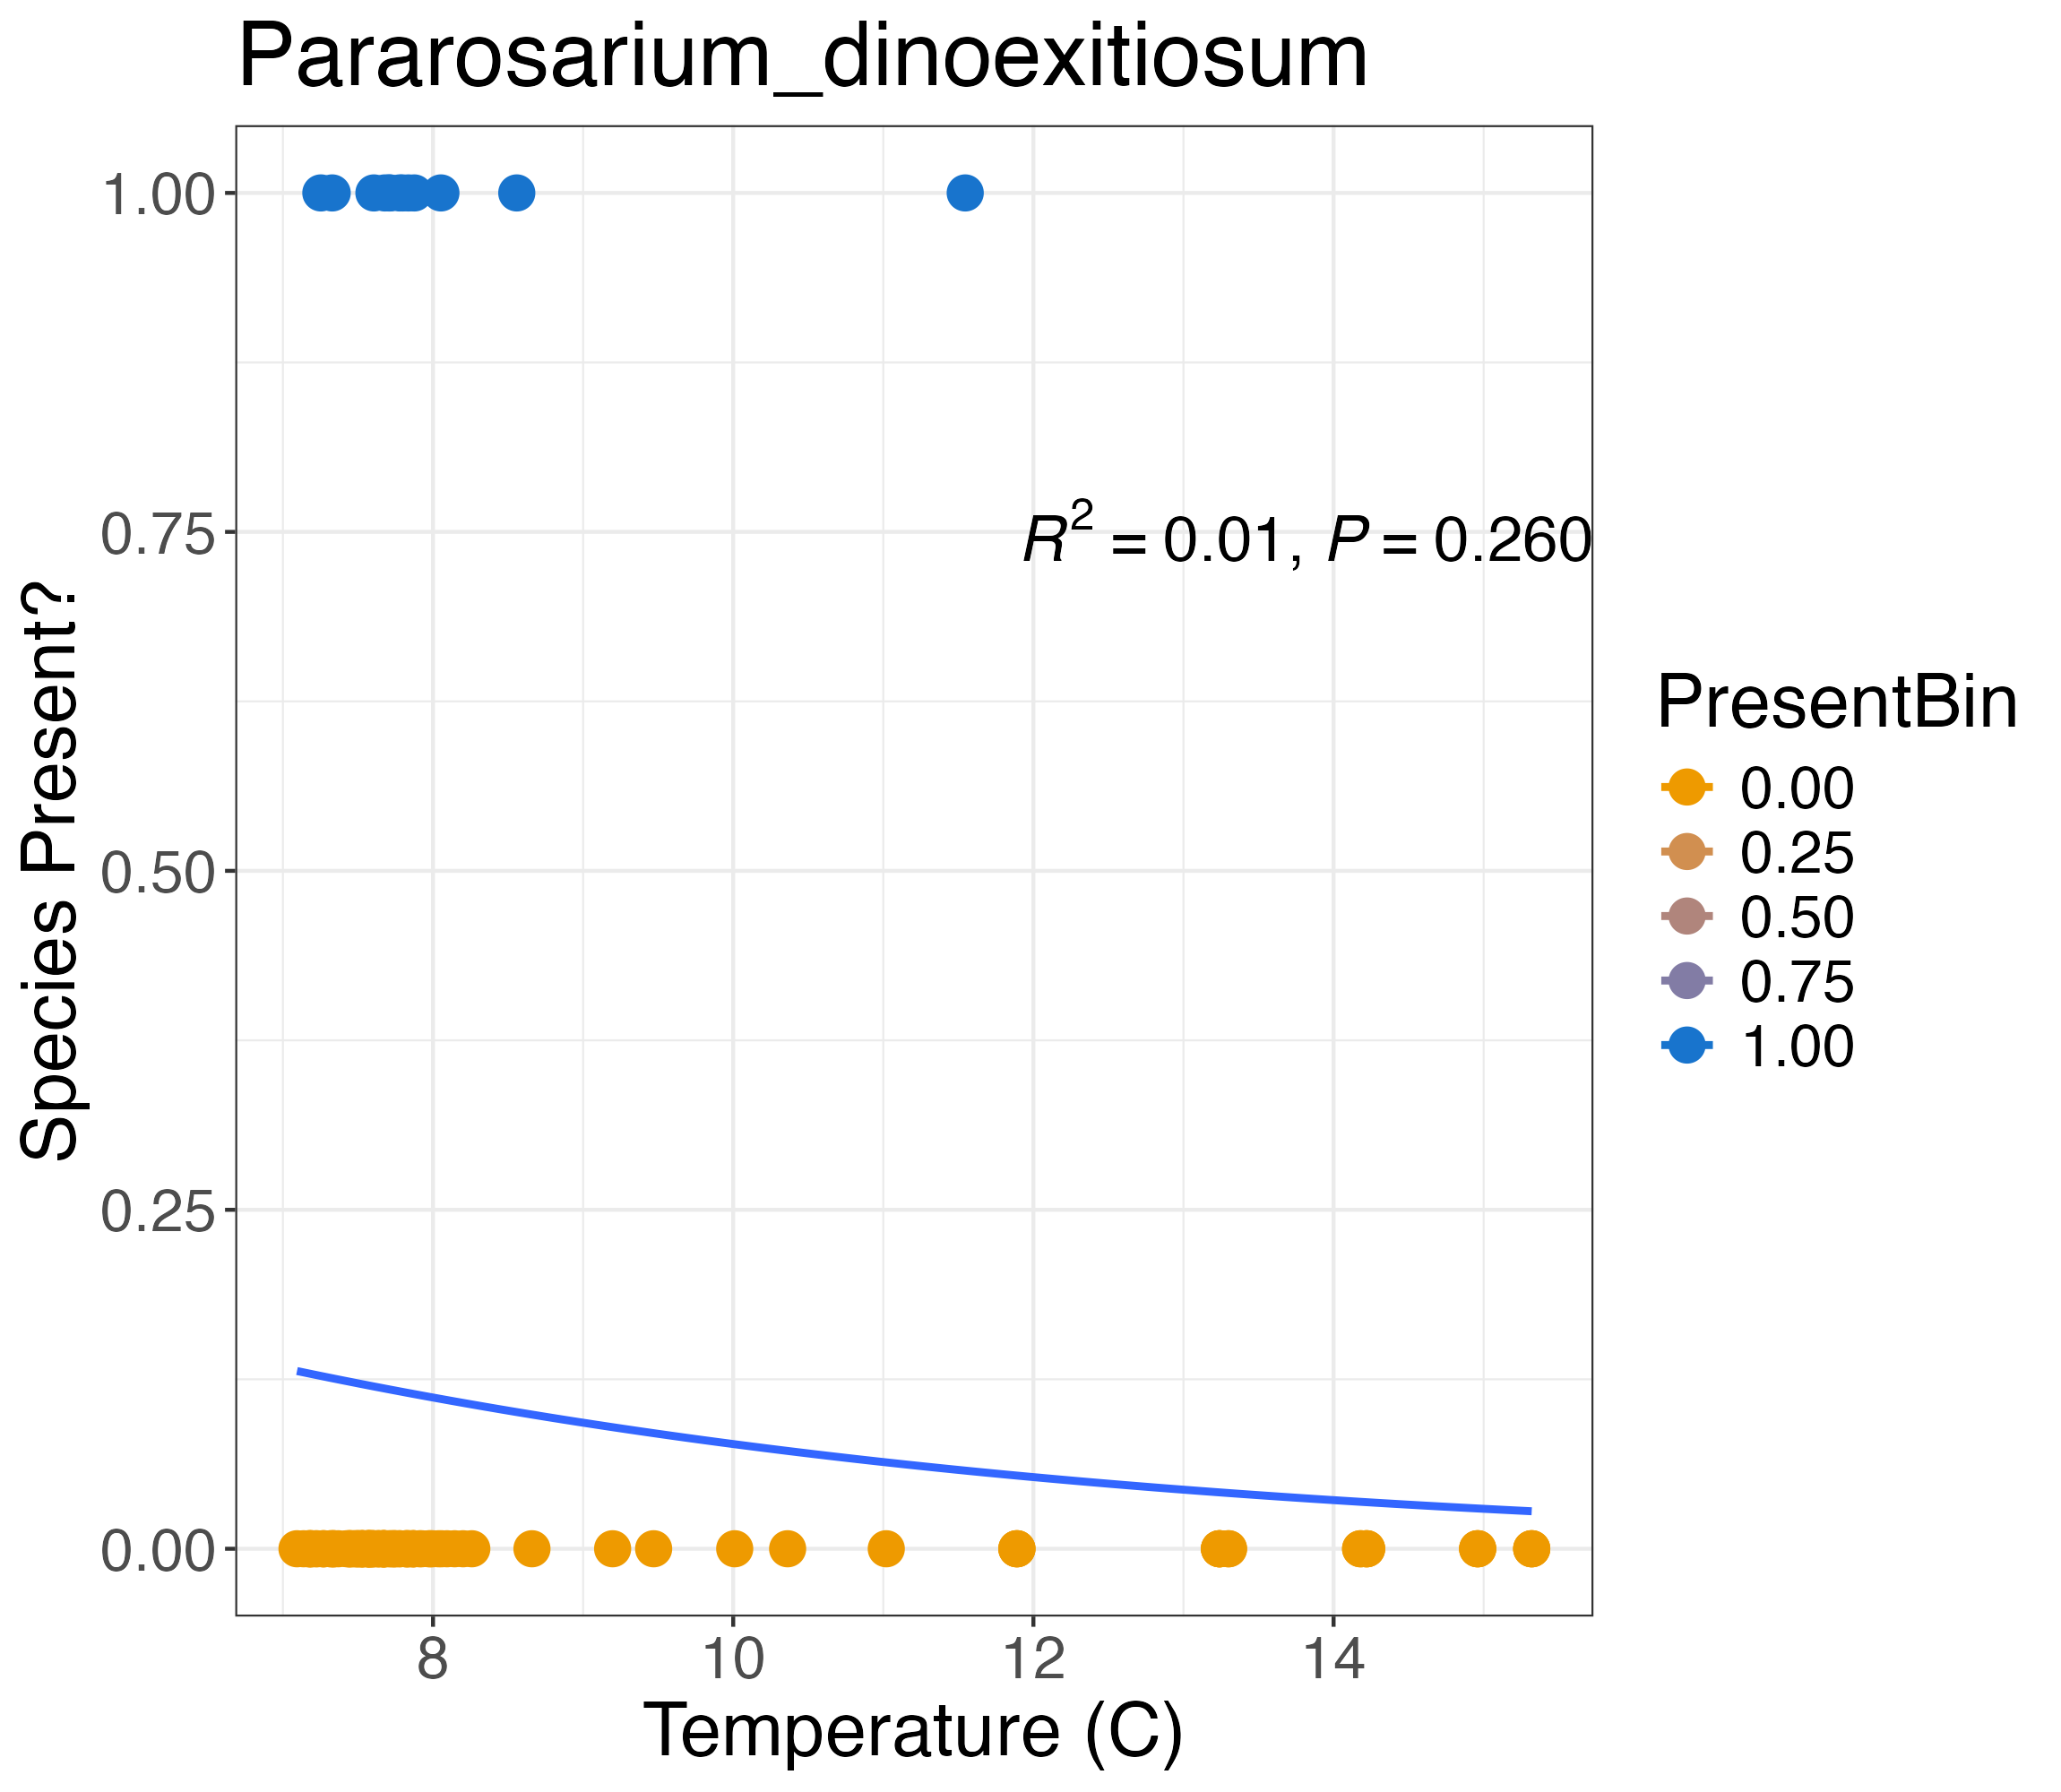 Pararosarium_dinoexitiosum
Species Present?
1.00
0.75
0.50
0.25
0.00
R² = 0.01, P = 0.260
8 10 12 14
Temperature (C)
PresentBin
0.00
0.25
0.50
0.75
1.00